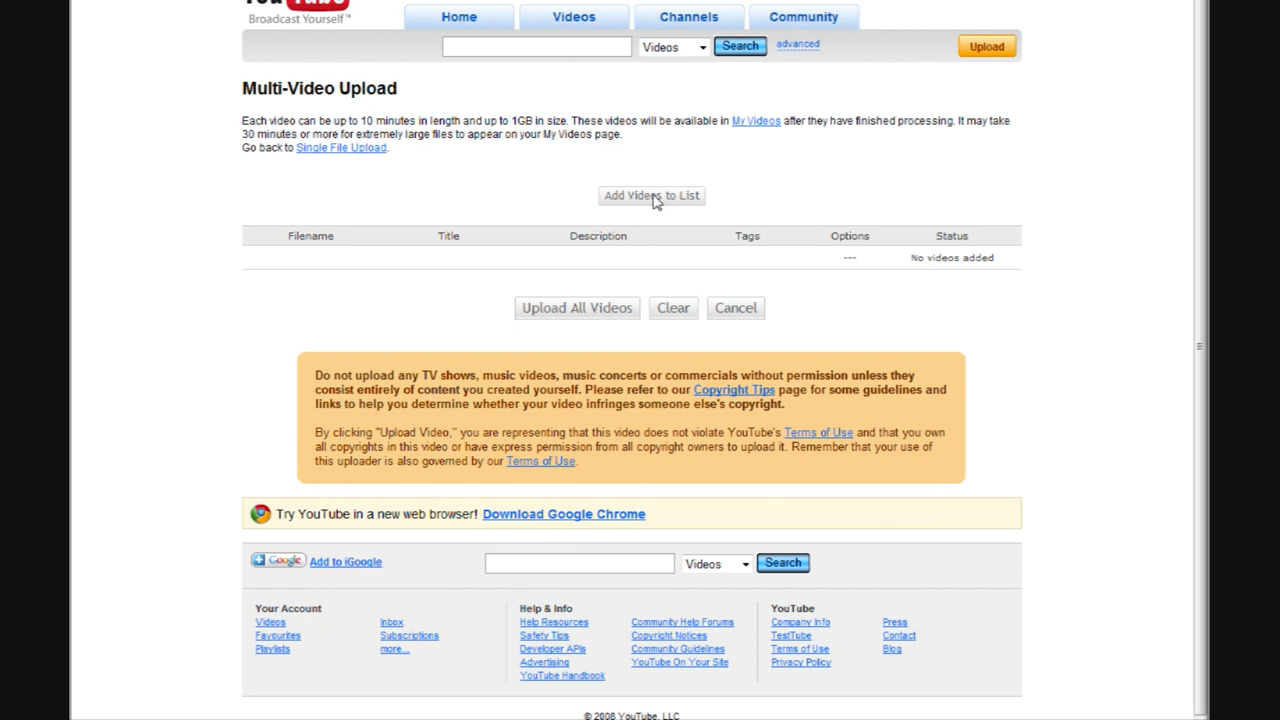 Broadcast Yourself™
Home Videos Channels Community
Videos Search advanced Upload
Multi-Video Upload
Each video can be up to 10 minutes in length and up to 1GB in size. These videos will be available in My Videos after they have finished processing. It may take
30 minutes or more for extremely large files to appear on your My Videos page.
Go back to Single File Upload.
Add Videos to List
Filename Title Description Tags Options Status
--- No videos added
Upload All Videos Clear Cancel
Do not upload any TV shows, music videos, music concerts or commercials without permission unless they
consist entirely of content you created yourself. Please refer to our Copyright Tips page for some guidelines and
links to help you determine whether your video infringes someone else's copyright.
By clicking "Upload Video," you are representing that this video does not violate YouTube's Terms of Use and that you own
all copyrights in this video or have express permission from all copyright owners to upload it. Remember that your use of
this uploader is also governed by our Terms of Use.
Try YouTube in a new web browser! Download Google Chrome
Google Add to iGoogle Videos Search
Your Account Help & Info YouTube
Videos Inbox Help Resources Community Help Forums Company Info Press
Favourites Subscriptions Safety Tips Copyright Notices TestTube Contact
Playlists more... Developer APIs Community Guidelines Terms of Use Blog
Advertising YouTube On Your Site Privacy Policy
YouTube Handbook
© 2008 YouTube, LLC